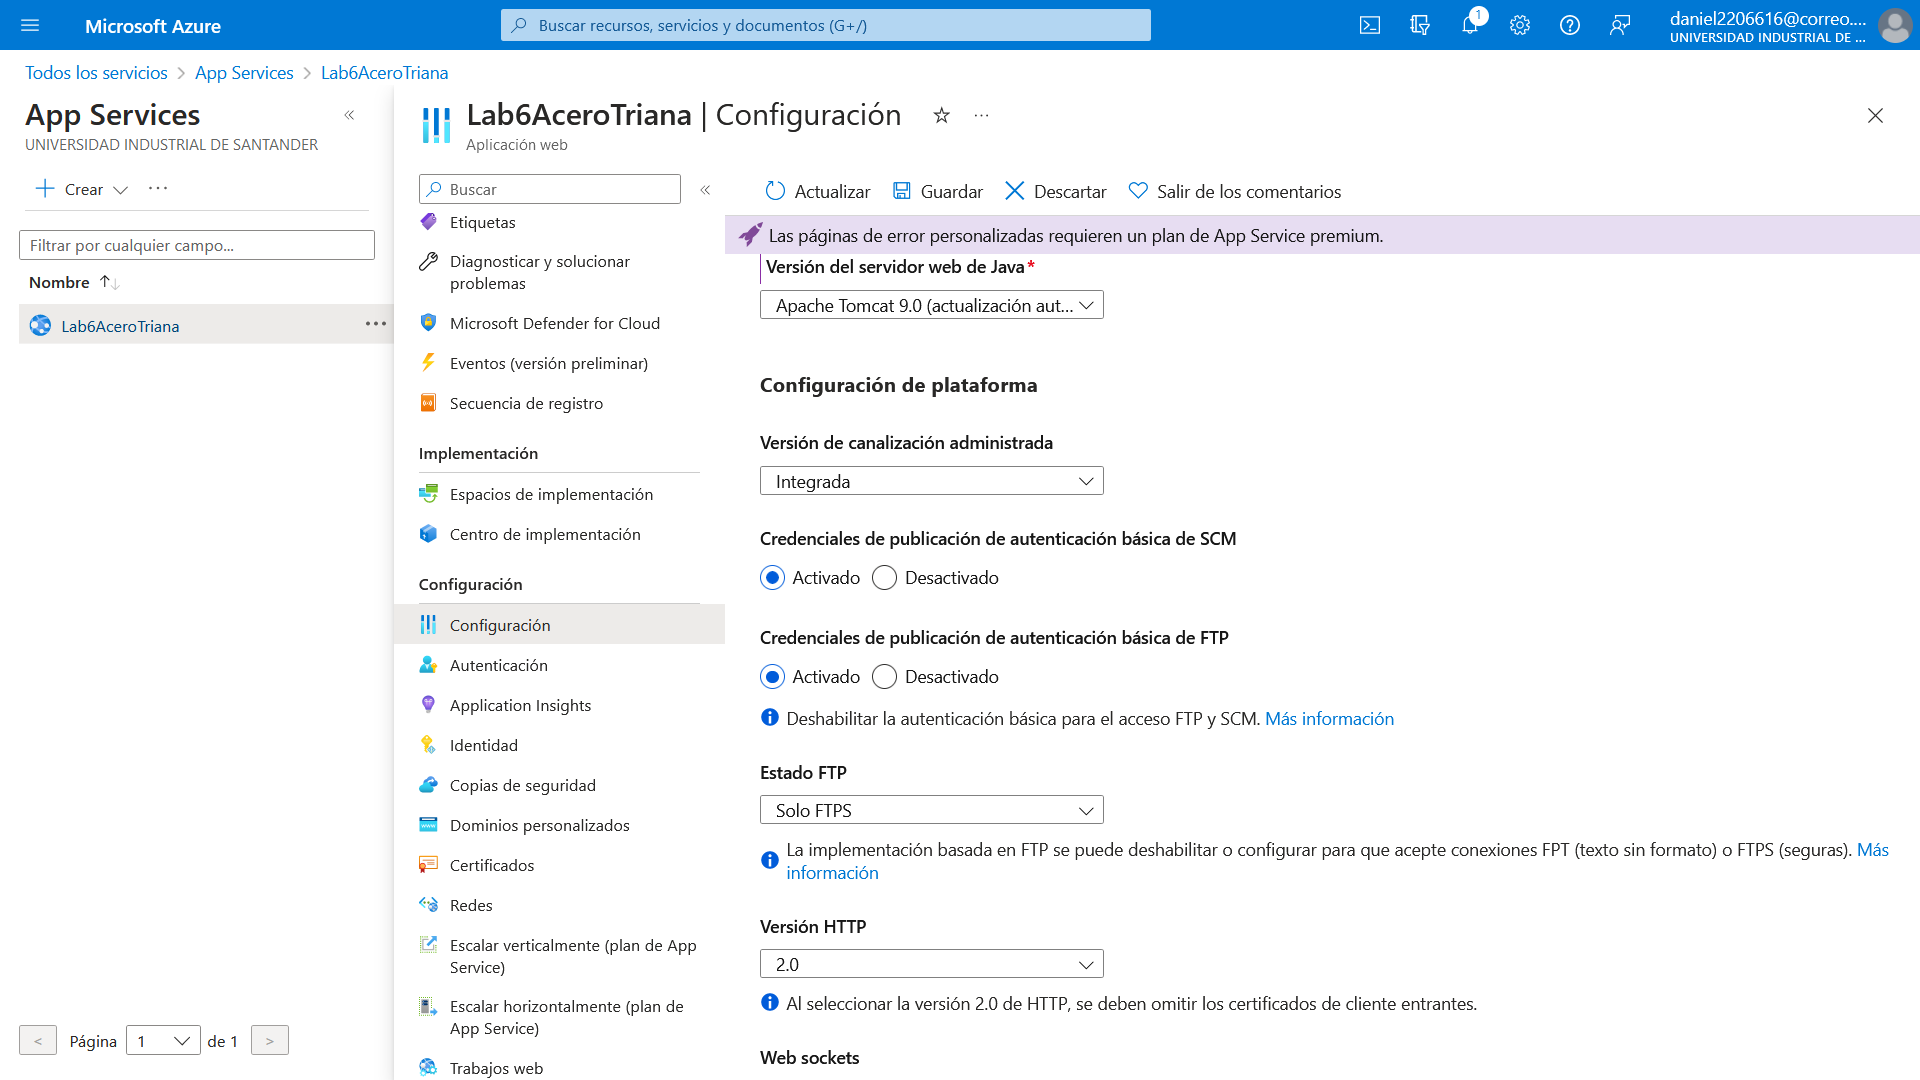 Microsoft Azure
Buscar recursos, servicios y documentos (G+/)
1
daniel2206616@correo....
UNIVERSIDAD INDUSTRIAL DE ...
Todos los servicios > App Services > Lab6AceroTriana
App Services
UNIVERSIDAD INDUSTRIAL DE SANTANDER
Crear
Filtrar por cualquier campo...
Nombre
Lab6AceroTriana
< Página 1 de 1 >
Lab6AceroTriana | Configuración
Aplicación web
Buscar
Etiquetas
Diagnosticar y solucionar
problemas
Microsoft Defender for Cloud
Eventos (versión preliminar)
Secuencia de registro
Implementación
Espacios de implementación
Centro de implementación
Configuración
Configuración
Autenticación
Application Insights
Identidad
Copias de seguridad
Dominios personalizados
Certificados
Redes
Escalar verticalmente (plan de App
Service)
Escalar horizontalmente (plan de
App Service)
Trabajos web
Actualizar Guardar Descartar Salir de los comentarios
Las páginas de error personalizadas requieren un plan de App Service premium.
Versión del servidor web de Java*
Apache Tomcat 9.0 (actualización aut...
Configuración de plataforma
Versión de canalización administrada
Integrada
Credenciales de publicación de autenticación básica de SCM
Activado Desactivado
Credenciales de publicación de autenticación básica de FTP
Activado Desactivado
Deshabilitar la autenticación básica para el acceso FTP y SCM. Más información
Estado FTP
Solo FTPS
La implementación basada en FTP se puede deshabilitar o configurar para que acepte conexiones FPT (texto sin formato) o FTPS (seguras). Más
información
Versión HTTP
2.0
Al seleccionar la versión 2.0 de HTTP, se deben omitir los certificados de cliente entrantes.
Web sockets